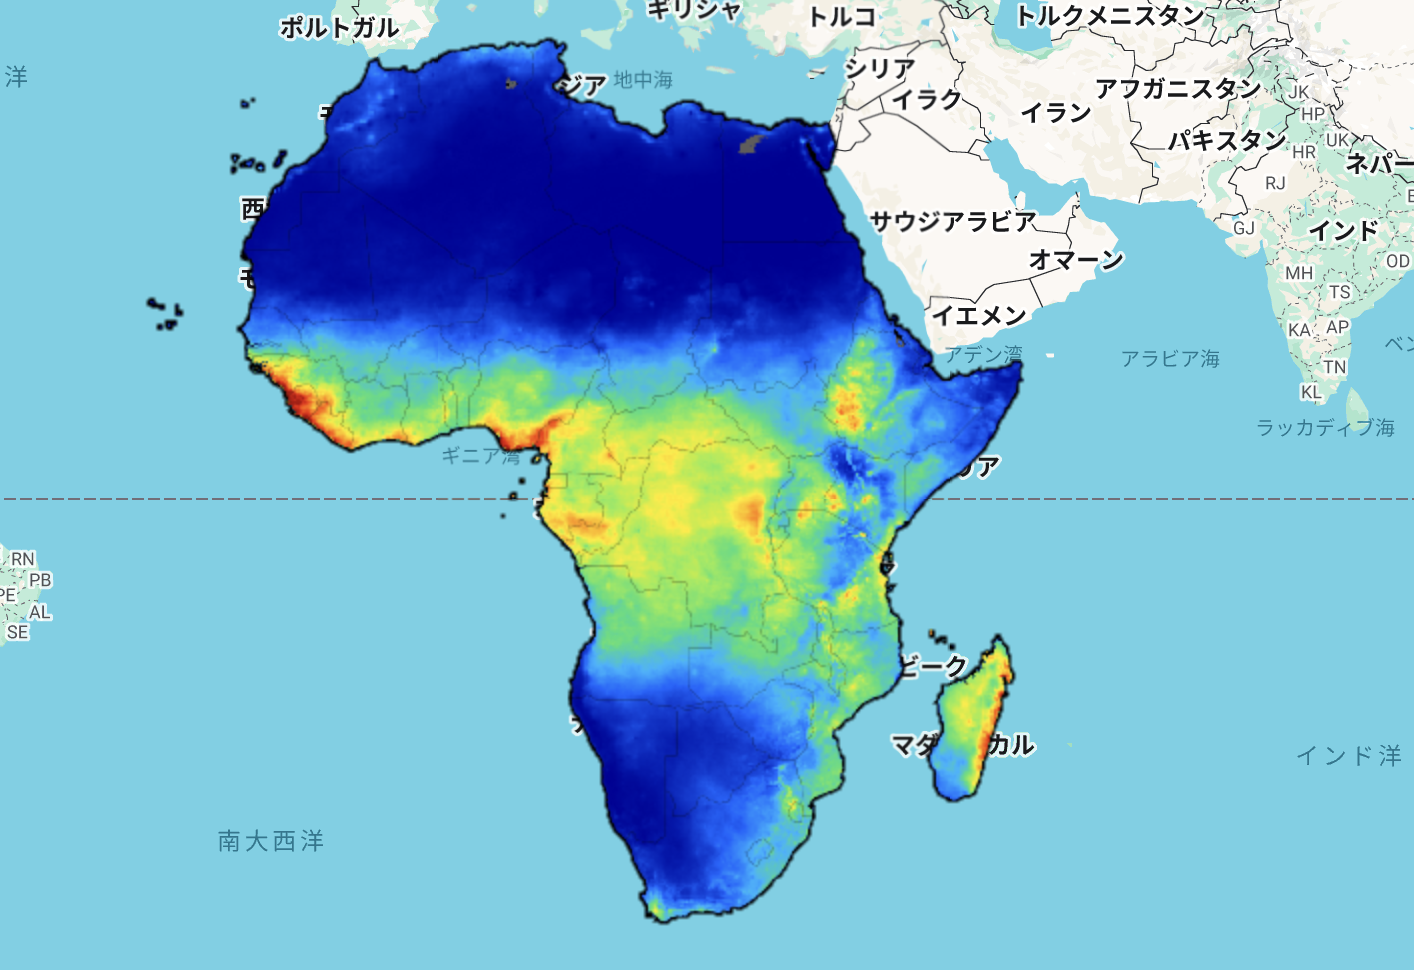 ポルトガル
ギリシャ
トルコ
トルクメニスタン
洋
ジア
地中海
シリア
イラク
イラン
アフガニスタン
JK
HP
パキスタン
UK
HR
ネパー
RJ
西
サウジアラビア
GJ
インド
オマーン
OD
モ
MH
TS
イエメン
KA
AP
アデン湾
アラビア海
ベン
TN
KL
ラッカディブ海
ギニア湾
リア
RN
PB
PE
AL
SE
ビーク
マダ
カル
インド洋
南大西洋